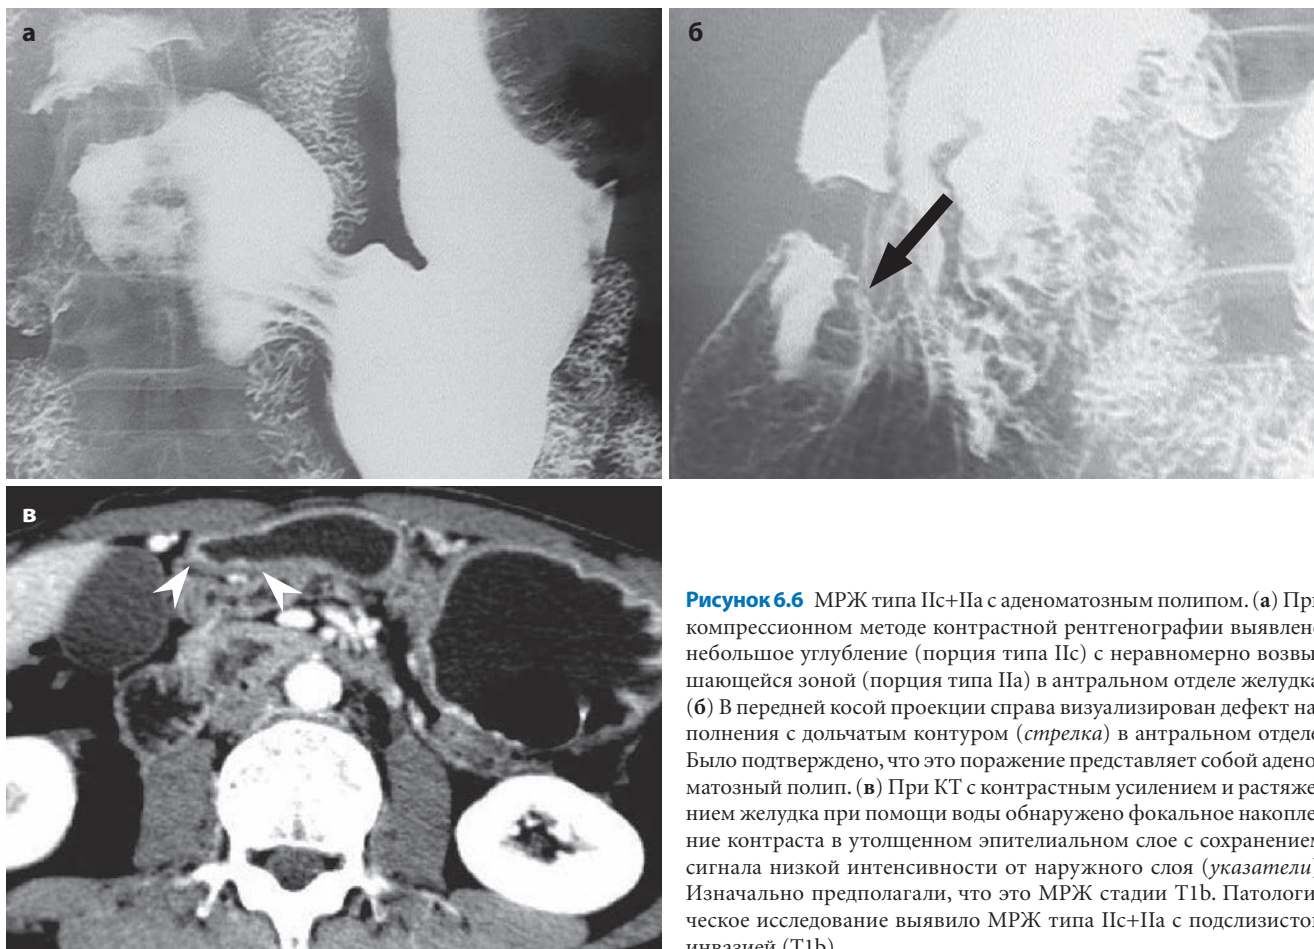 а
б
в
Рисунок 6.6 МРЖ типа IIc+IIa с аденоматозным полипом. (а) При
компрессионном методе контрастной рентгенографии выявлено
небольшое углубление (порция типа IIc) с неравномерно возвы-
шающейся зоной (порция типа IIa) в антральном отделе желудка.
(б) В передней косой проекции справа визуализирован дефект на-
полнения с дольчатым контуром (стрелка) в антральном отделе.
Было подтверждено, что это поражение представляет собой адено-
матозный полип. (в) При КТ с контрастным усилением и растяже-
нием желудка при помощи воды обнаружено фокальное накопле-
ние контраста в утолщенном эпителиальном слое с сохранением
сигнала низкой интенсивности от наружного слоя (указатели).
Изначально предполагали, что это МРЖ стадии T1b. Патологи-
ческое исследование выявило МРЖ типа IIc+IIa с подслизистой
инвазией (T1b)